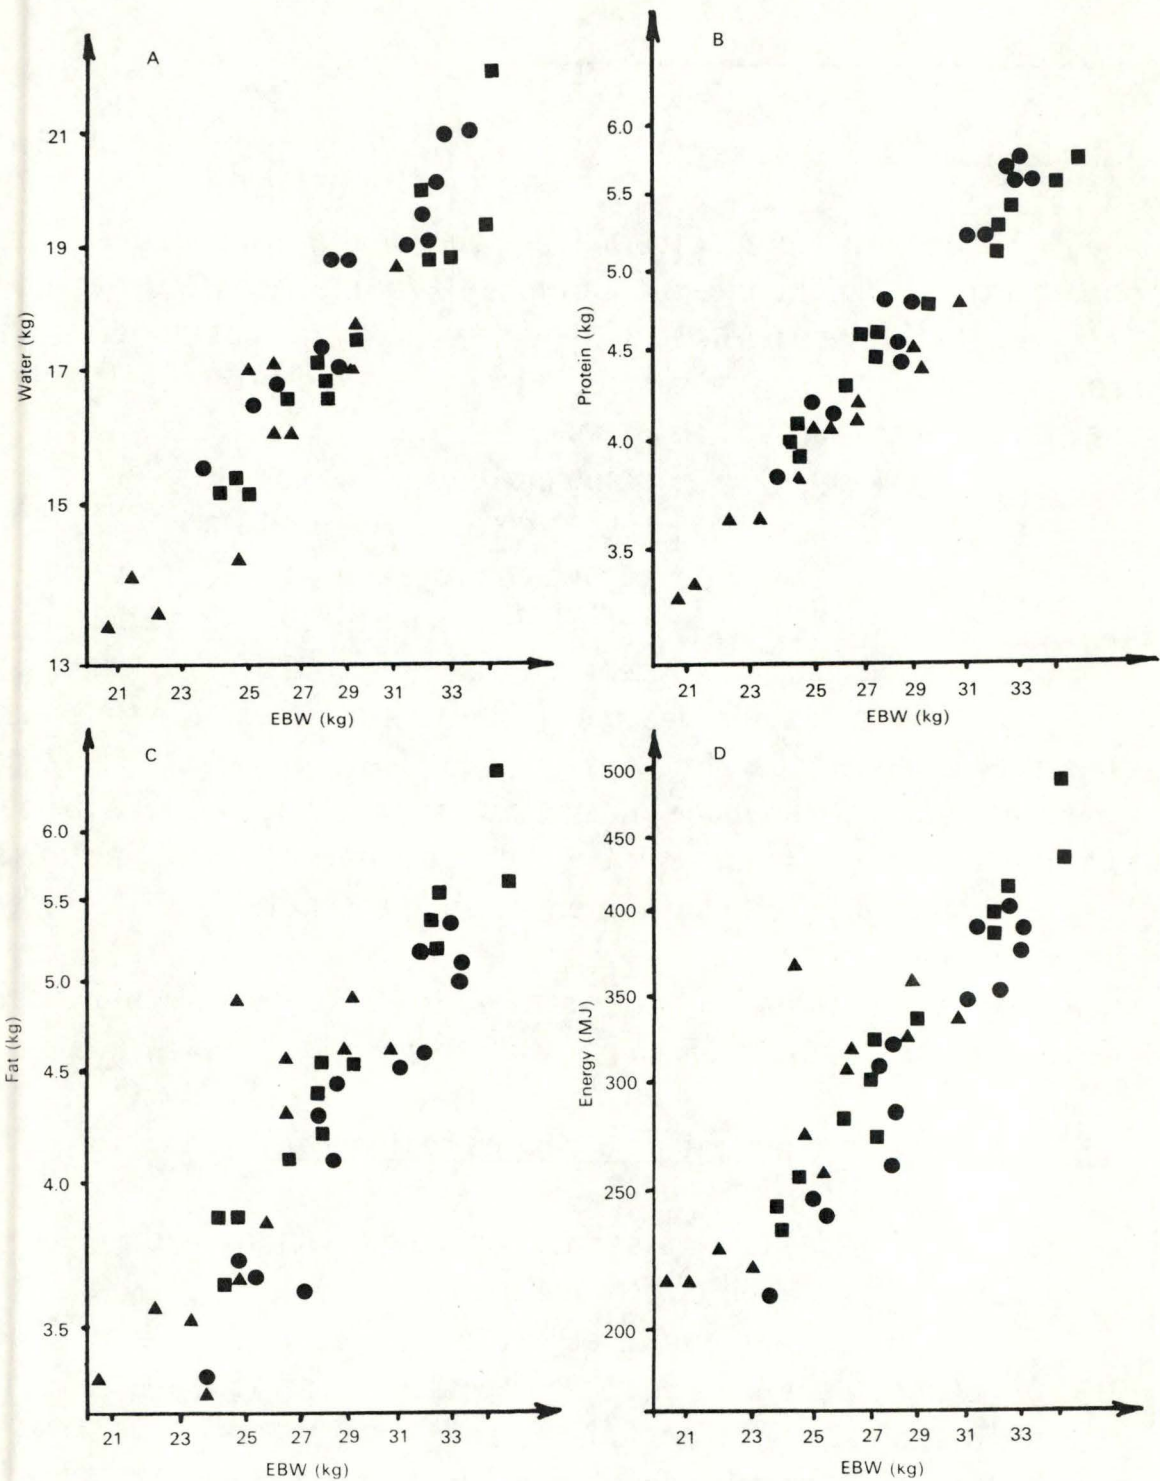 A
Water (kg)
21
19
17
15
13
21 23 25 27 29 31 33
EBW (kg)
B
Protein (kg)
6.0
5.5
5.0
4.5
4.0
3.5
21 23 25 27 29 31 33
EBW (kg)
C
Fat (kg)
6.0
5.5
5.0
4.5
4.0
3.5
21 23 25 27 29 31 33
EBW (kg)
D
Energy (MJ)
500
450
400
350
300
250
200
21 23 25 27 29 31 33
EBW (kg)